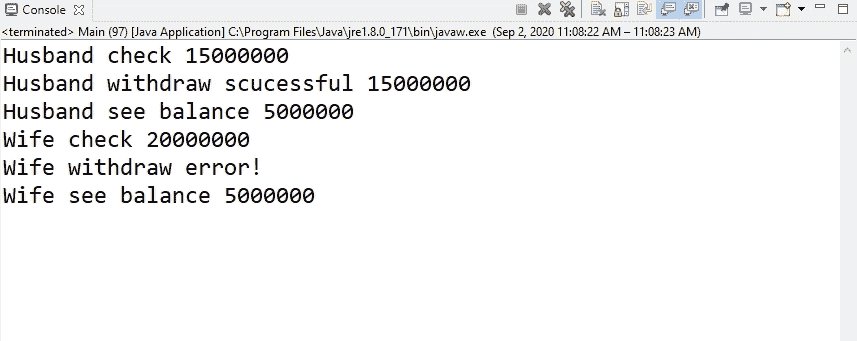 Console
<terminated> Main (97) [Java Application] C:\Program Files\Java\jre1.8.0_171\bin\javaw.exe (Sep 2, 2020 11:08:22 AM – 11:08:23 AM)
Husband check 15000000
Husband withdraw scucessful 15000000
Husband see balance 5000000
Wife check 20000000
Wife withdraw error!
Wife see balance 5000000